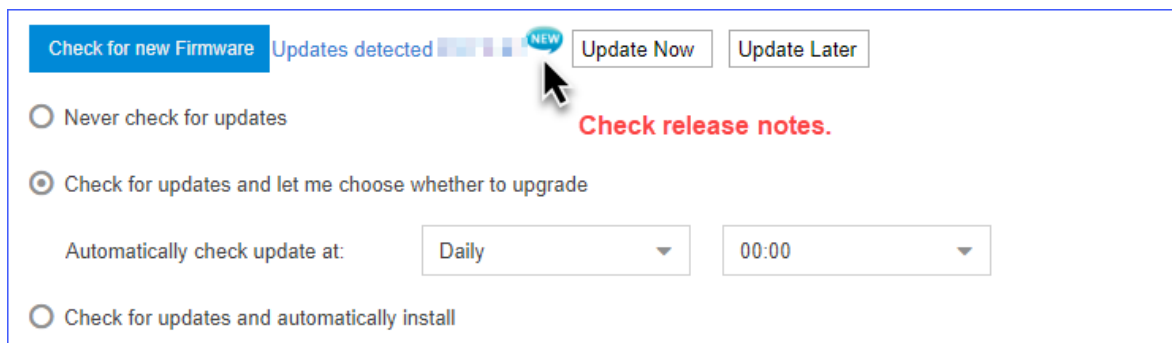 Check for new Firmware Updates detected NEW Update Now Update Later
Never check for updates
Check release notes.
Check for updates and let me choose whether to upgrade
Automatically check update at: Daily 00:00
Check for updates and automatically install